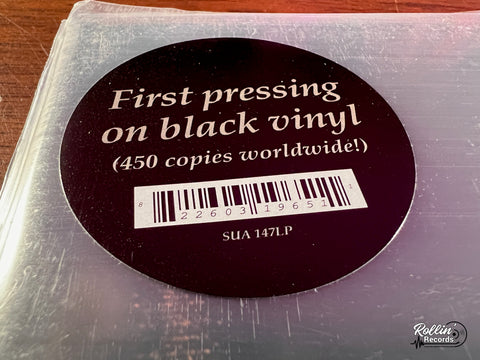 First pressing
on black vinyl
(450 copies worldwide!)
8 22603 19651 1
SUA 147LP
Rollin'
Records